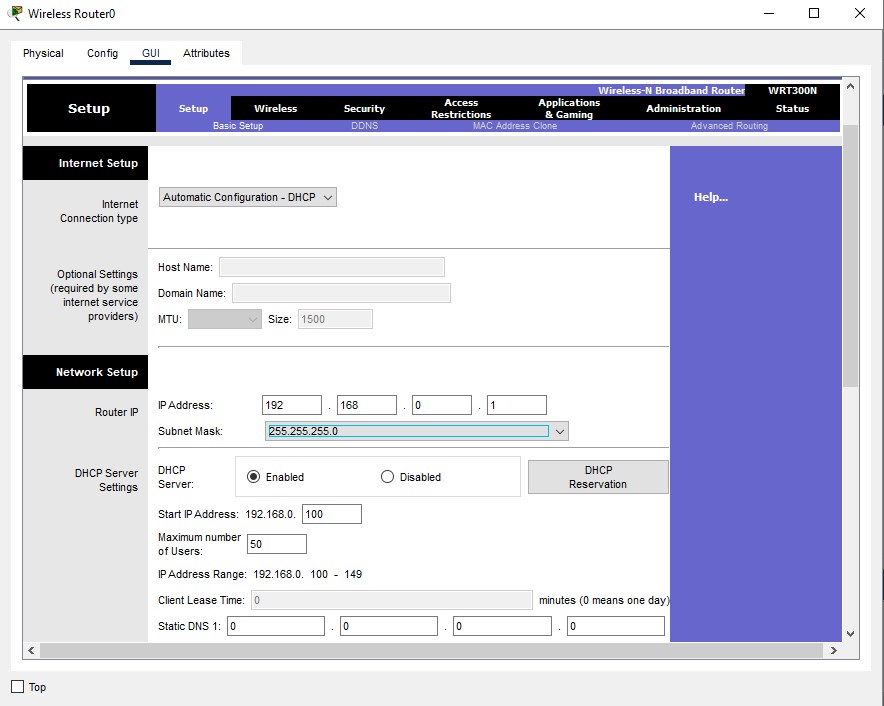 Wireless Router0
Physical Config GUI Attributes
Wireless-N Broadband Router WRT300N
Setup
Setup Wireless Security Access Restrictions Applications & Gaming Administration Status
Basic Setup DDNS MAC Address Clone Advanced Routing
Internet Setup
Internet
Connection type
Automatic Configuration - DHCP
Help...
Optional Settings
(required by some
internet service
providers)
Host Name:
Domain Name:
MTU: Size: 1500
Network Setup
Router IP
IP Address: 192 . 168 . 0 . 1
Subnet Mask: 255.255.255.0
DHCP Server
Settings
DHCP
Server:
Enabled Disabled
DHCP
Reservation
Start IP Address: 192.168.0. 100
Maximum number
of Users: 50
IP Address Range: 192.168.0. 100 - 149
Client Lease Time: 0 minutes (0 means one day)
Static DNS 1: 0 . 0 . 0 . 0
Top